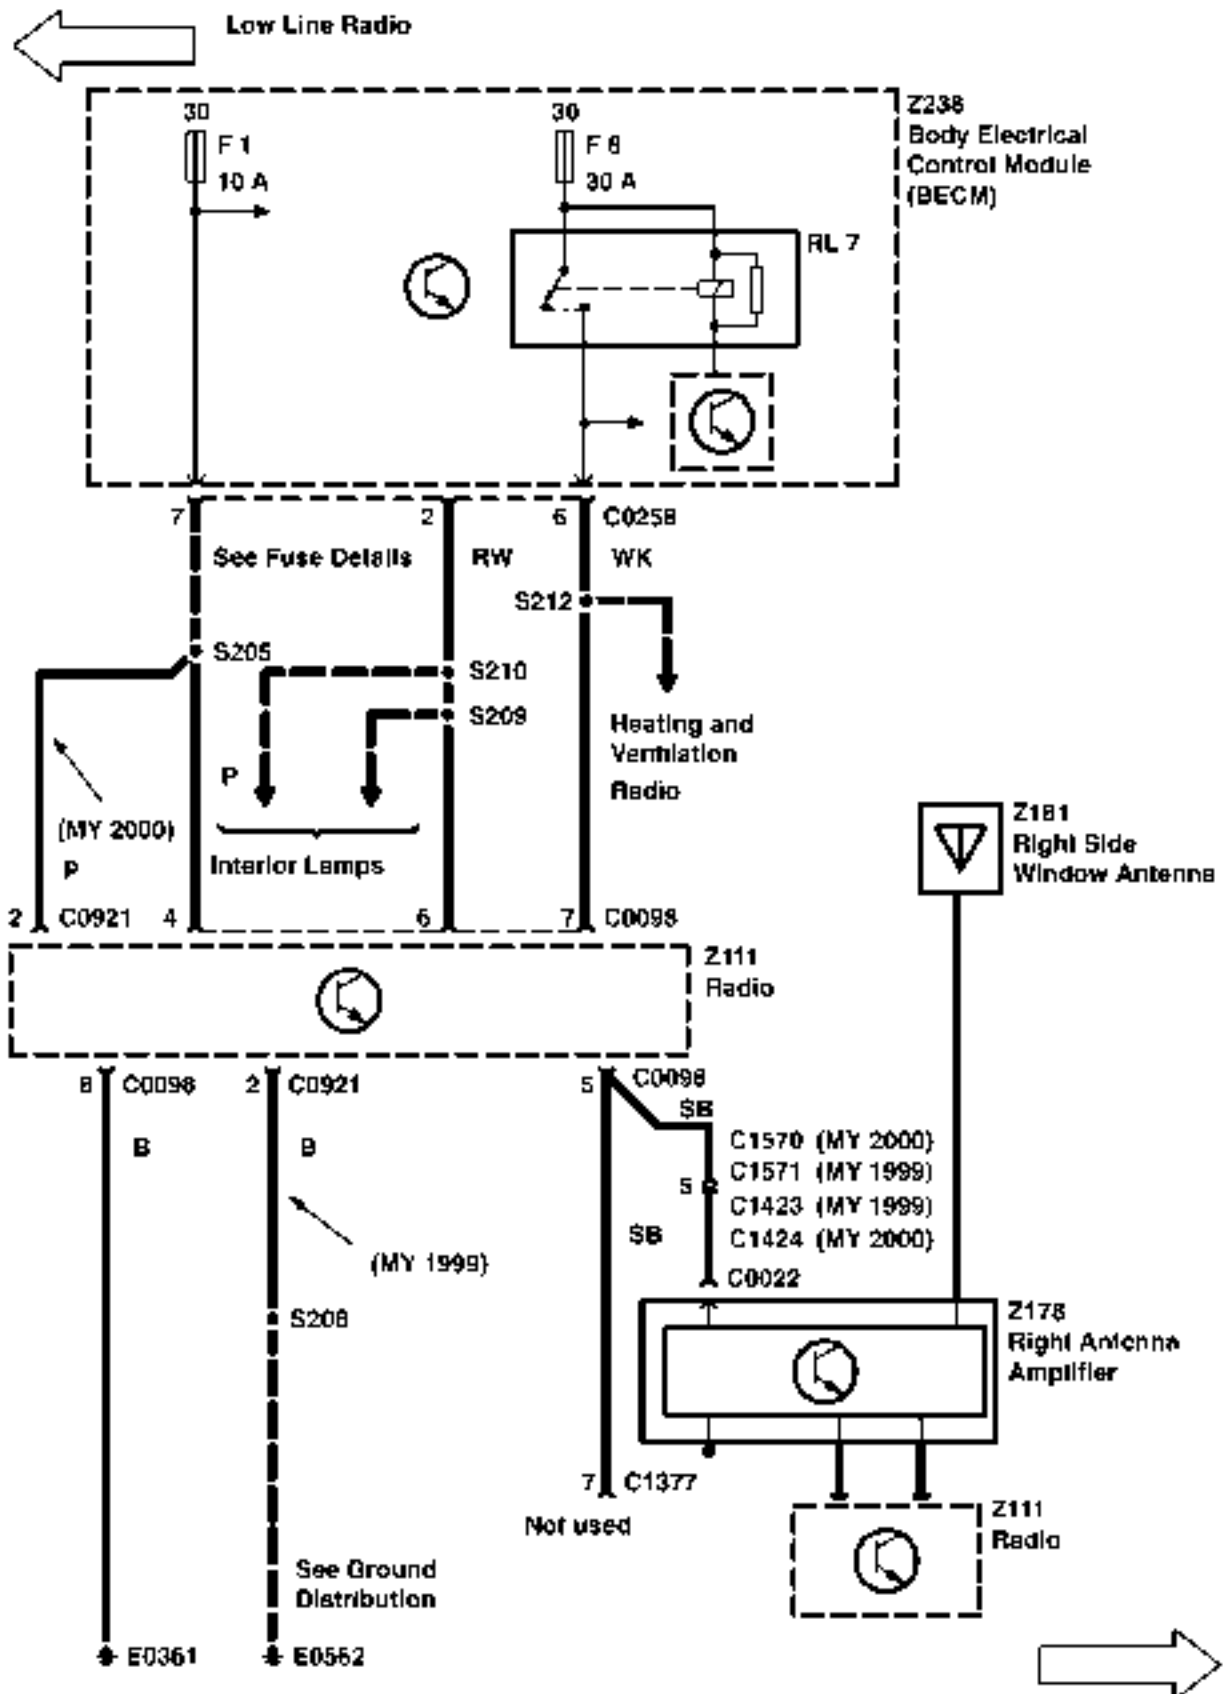 Low Line Radio
30
F 1
10 A
30
F 8
30 A
Z238
Body Electrical
Control Module
(BECM)
RL 7
7
2
6
C0258
See Fuse Details
RW
WK
S212
S205
S210
S209
Heating and
Ventilation
Radio
P
(MY 2000)
P
Interior Lamps
Z181
Right Side
Window Antenna
2
C0921
4
6
7
C0098
Z111
Radio
8
C0098
2
C0921
5
C0098
SB
B
B
C1570 (MY 2000)
C1571 (MY 1999)
5
C1423 (MY 1999)
C1424 (MY 2000)
SB
(MY 1999)
C0022
S208
Z178
Right Antenna
Amplifier
7
C1377
Not used
Z111
Radio
See Ground
Distribution
E0361
E0562